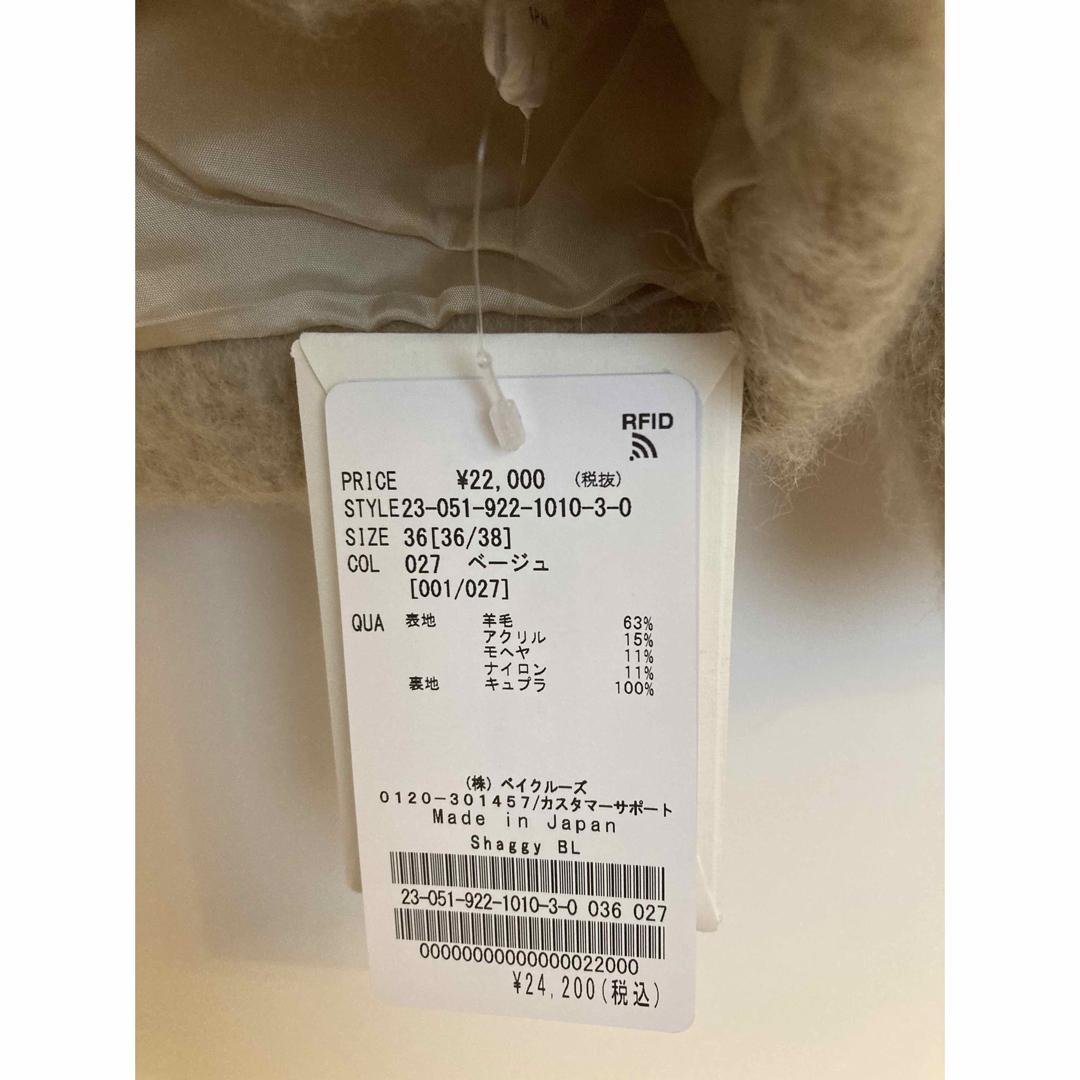 RFID
PRICE ¥22,000 (税抜)
STYLE23-051-922-1010-3-0
SIZE 36[36/38]
COL 027 ベージュ
[001/027]
QUA 表地 羊毛 63%
アクリル 15%
モヘヤ 11%
ナイロン 11%
裏地 キュプラ 100%
(株) ベイクルーズ
0120-301457/カスタマーサポート
Made in Japan
Shaggy BL
23-051-922-1010-3-0 036 027
00000000000000022000
¥24,200(税込)